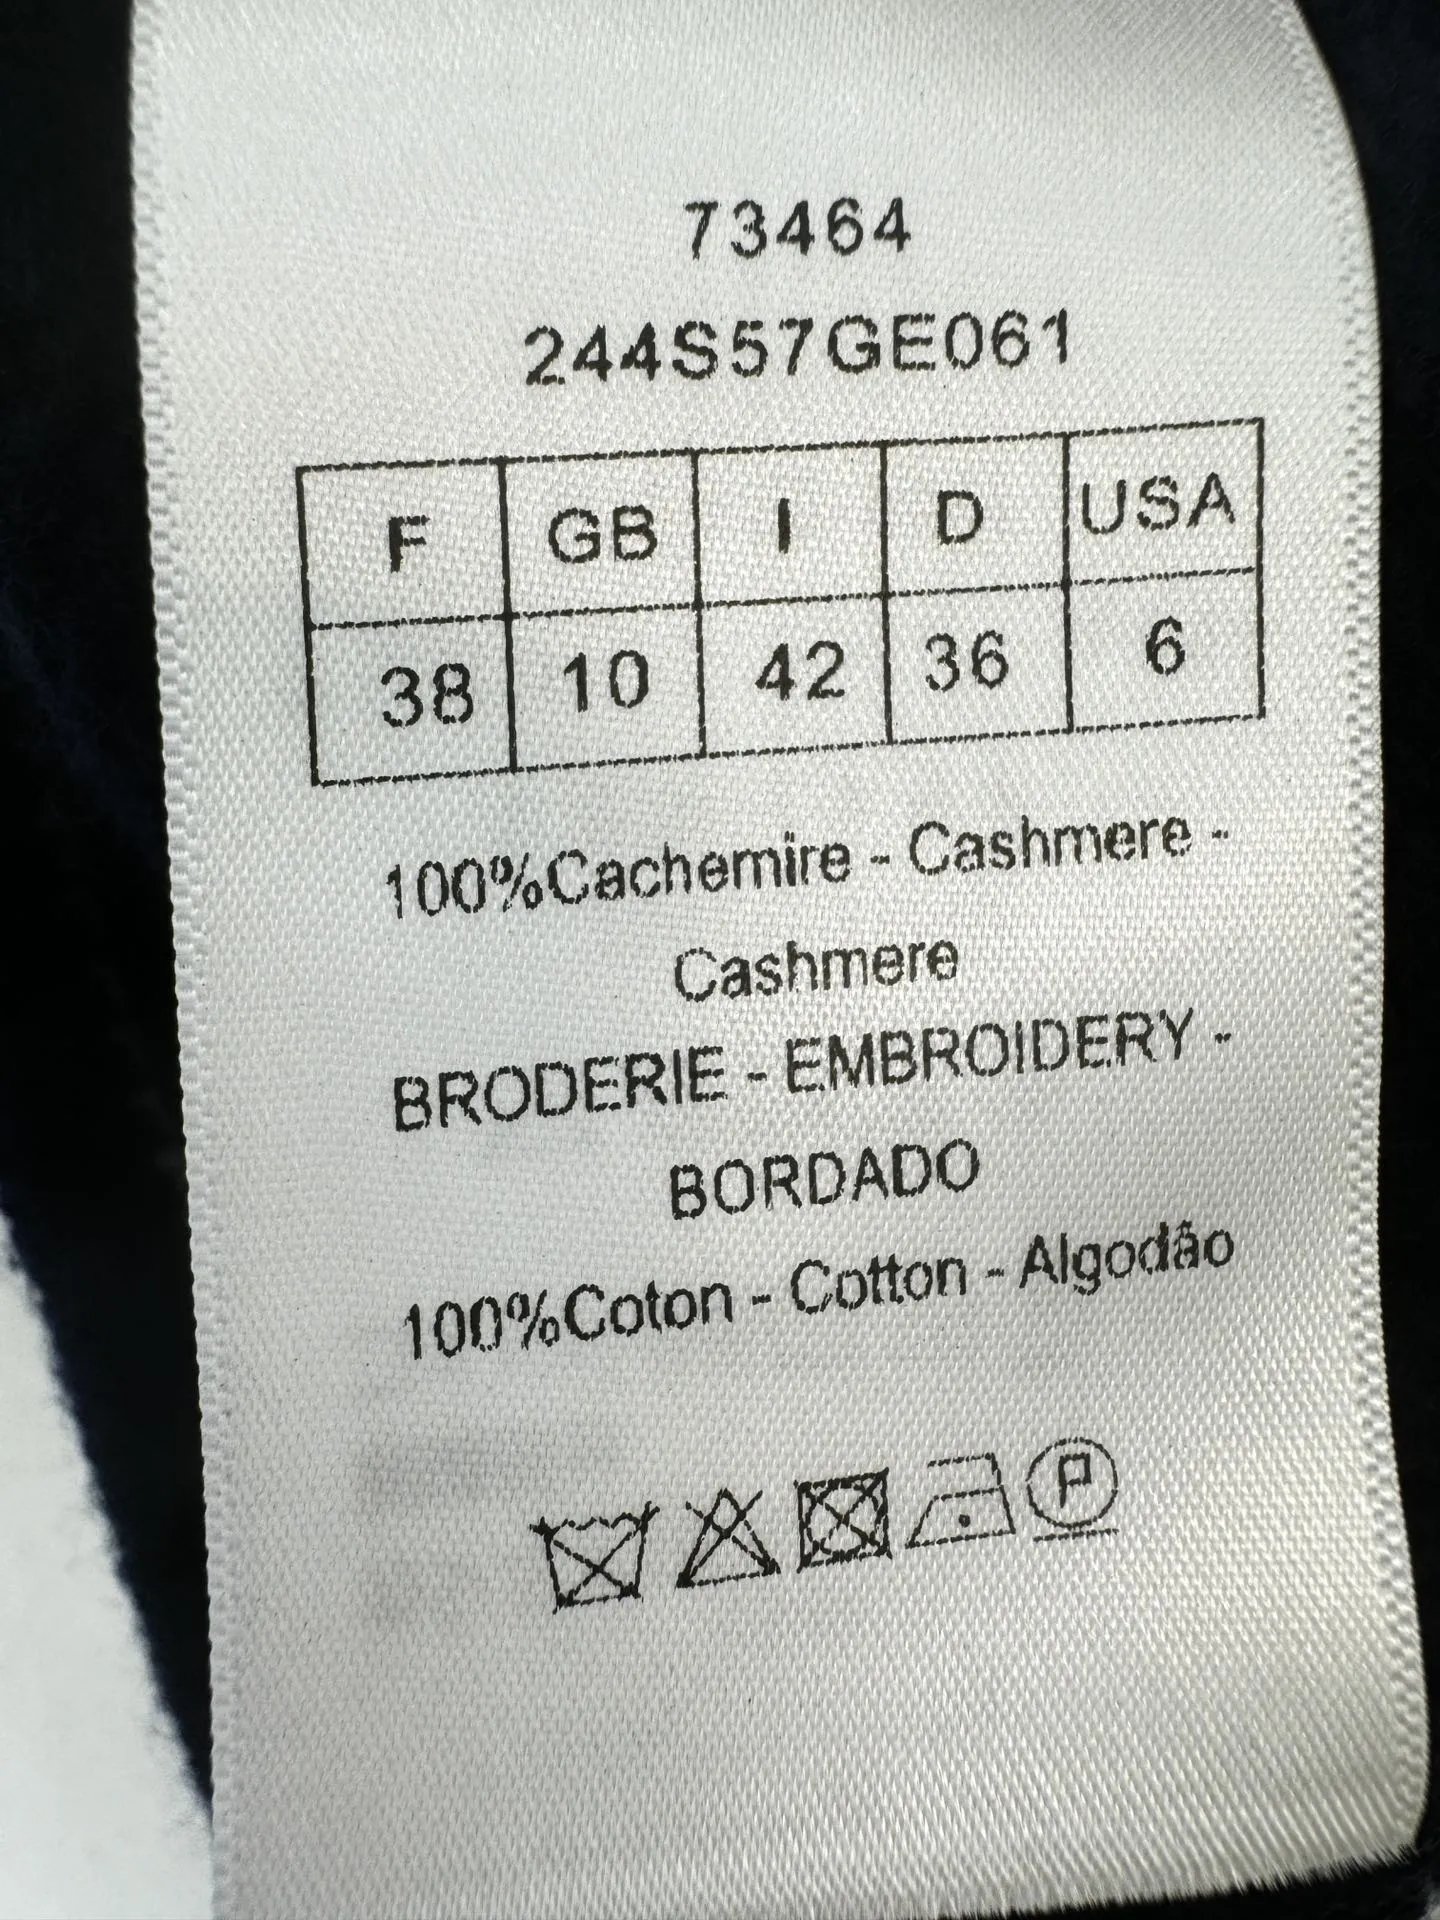 73464
244S57GE061
F GB I D USA
38 10 42 36 6
100%Cachemire - Cashmere -
Cashmere
BRODERIE - EMBROIDERY -
BORDADO
100%Coton - Cotton - Algodão
P